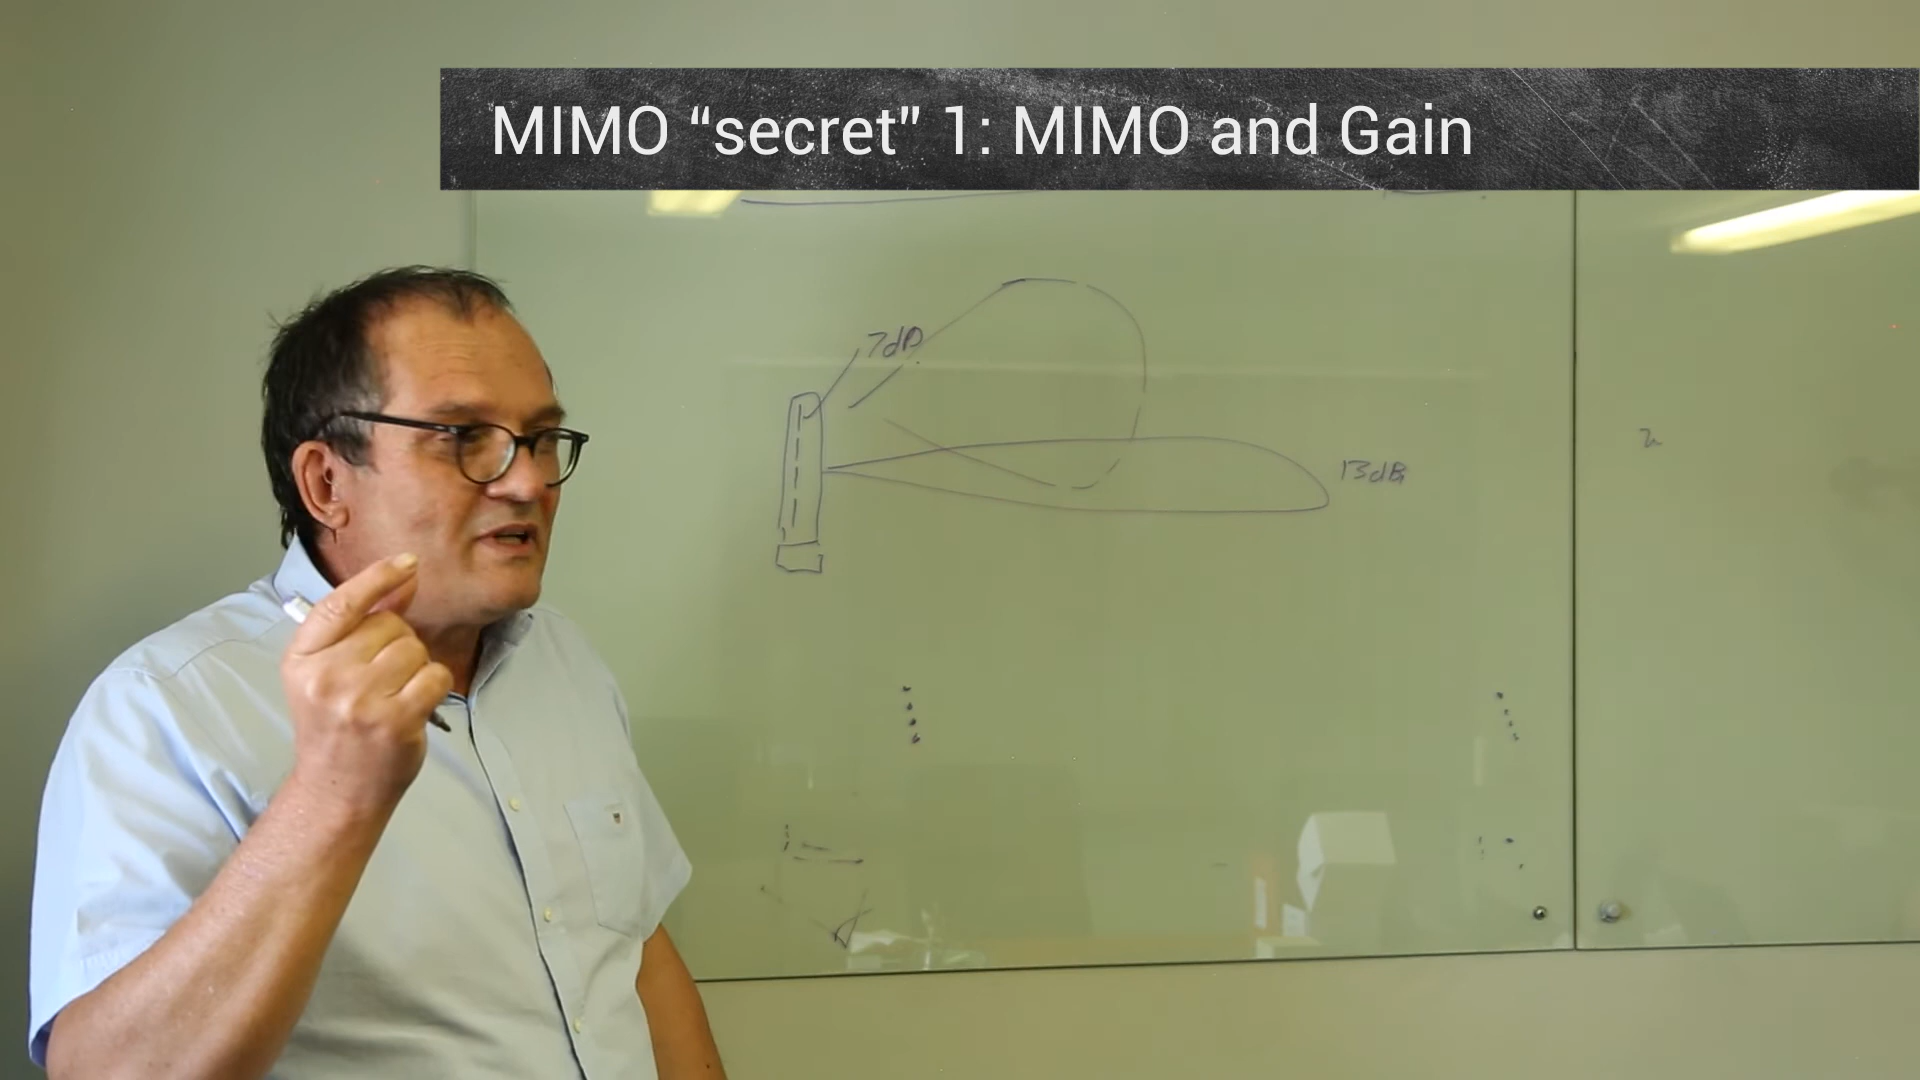 MIMO “secret” 1: MIMO and Gain
7dB
13dB